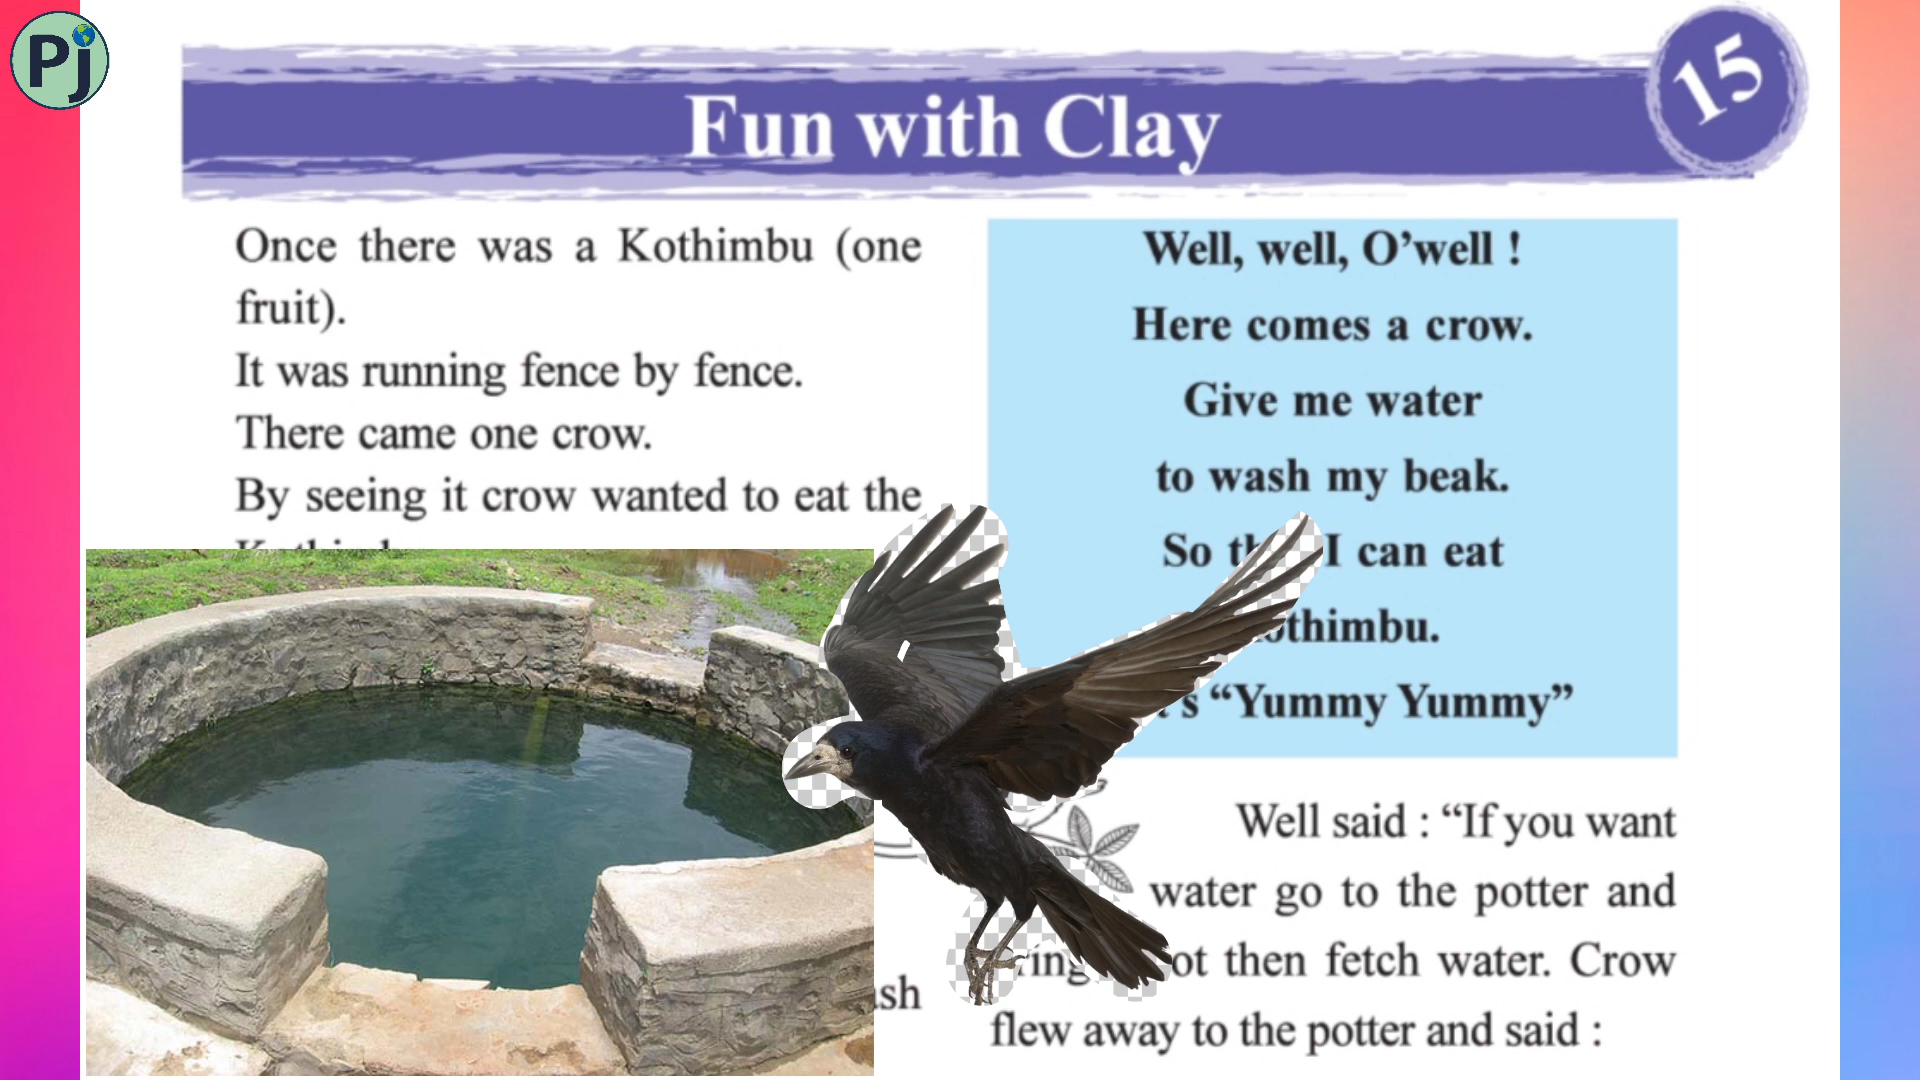 Pj
Fun with Clay
15
Once there was a Kothimbu (one
fruit).
It was running fence by fence.
There came one crow.
By seeing it crow wanted to eat the
Well, well, O’well !
Here comes a crow.
Give me water
to wash my beak.
So I can eat
“Yummy Yummy”
Well said : “If you want
water go to the potter and
then fetch water. Crow
flew away to the potter and said :